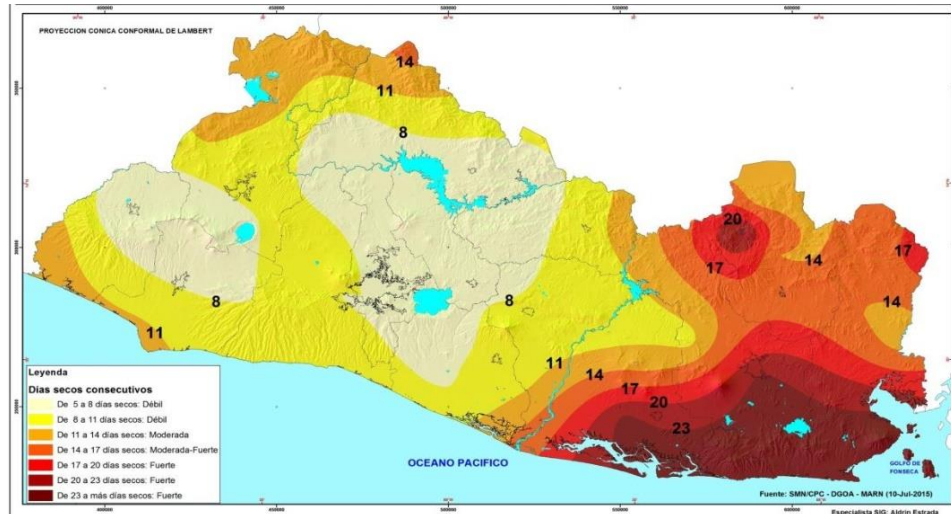 PROYECCION CONICA CONFORMAL DE LAMBERT
14
11
8
20
17
17
14
8
8
14
11
11
14
17
20
23
Leyenda
Días secos consecutivos
De 5 a 8 días secos: Débil
De 8 a 11 días secos: Débil
De 11 a 14 días secos: Moderada
De 14 a 17 días secos: Moderada-Fuerte
De 17 a 20 días secos: Fuerte
De 20 a 23 días secos: Fuerte
De 23 a más días secos: Fuerte
OCEANO PACIFICO
GOLFO DE
FONSECA
Fuente: SMN/CPC - DGOA - MARN (10-Jul-2015)
Especialista SIG: Aldrin Estrada